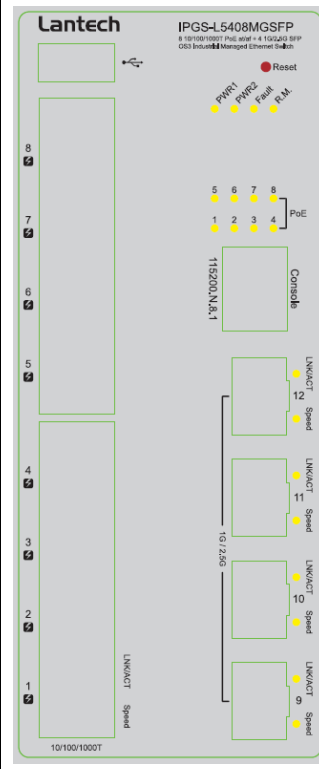 Lantech
IPGS-L5408MGSFP
8 10/100/1000T PoE at/af + 4 1G/2.5G SFP
OS3 Industrial Managed Ethernet Switch
Reset
PWR1
PWR2
Fault
R.M.
5 6 7 8
1 2 3 4
PoE
115200.N.8.1
Console
8
7
6
5
4
3
2
1
LNK/ACT
Speed
10/100/1000T
LNK/ACT
12
Speed
LNK/ACT
11
Speed
1G / 2.5G
LNK/ACT
10
Speed
LNK/ACT
9
Speed